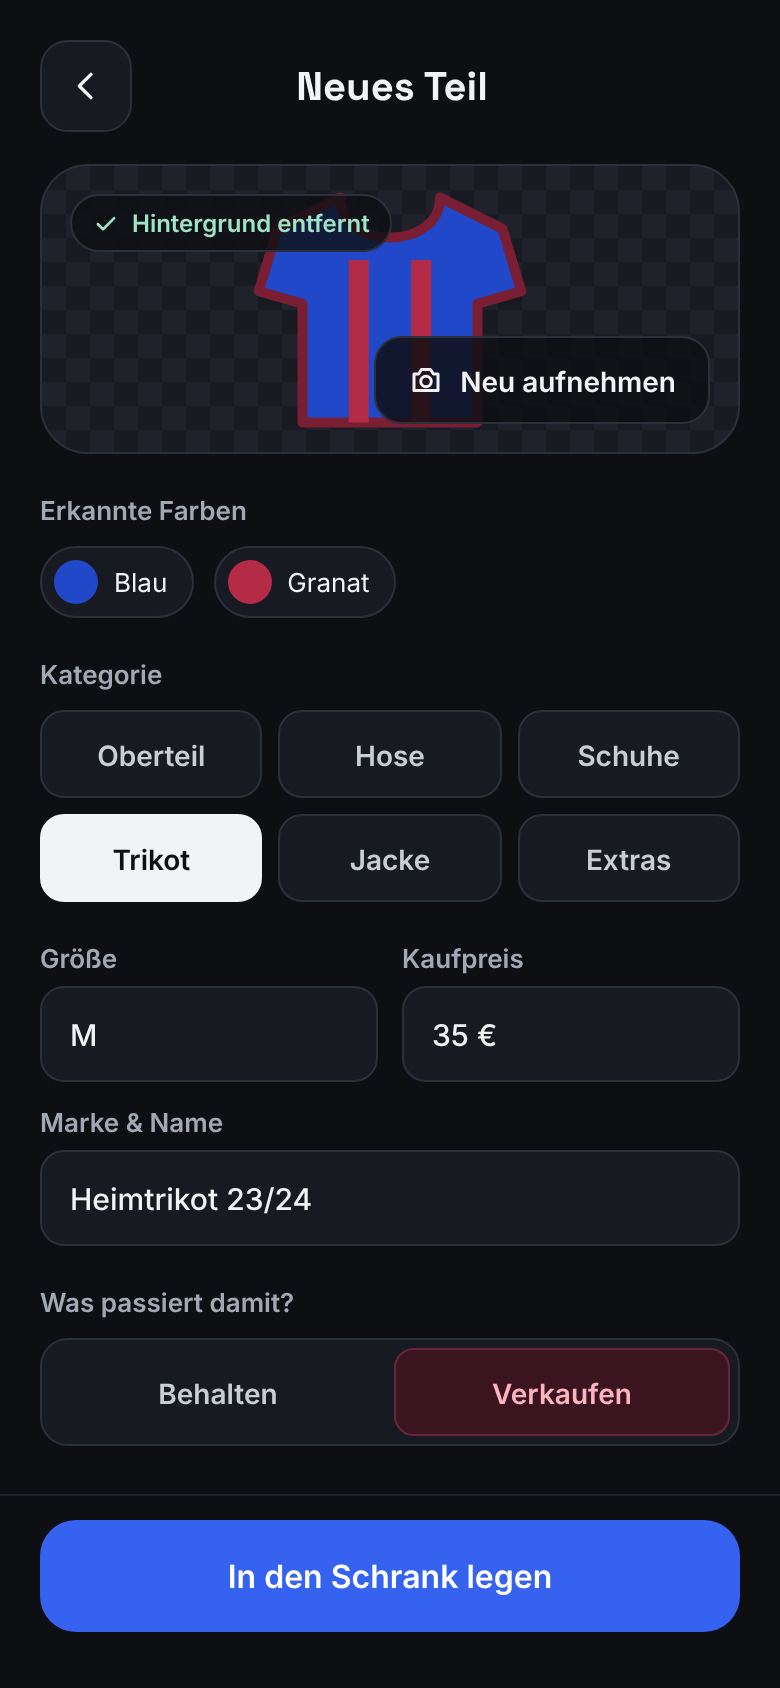 Neues Teil
Hintergrund entfernt
Neu aufnehmen
Erkannte Farben
Blau
Granat
Kategorie
Oberteil
Hose
Schuhe
Trikot
Jacke
Extras
Größe
Kaufpreis
M
35 €
Marke & Name
Heimtrikot 23/24
Was passiert damit?
Behalten
Verkaufen
In den Schrank legen